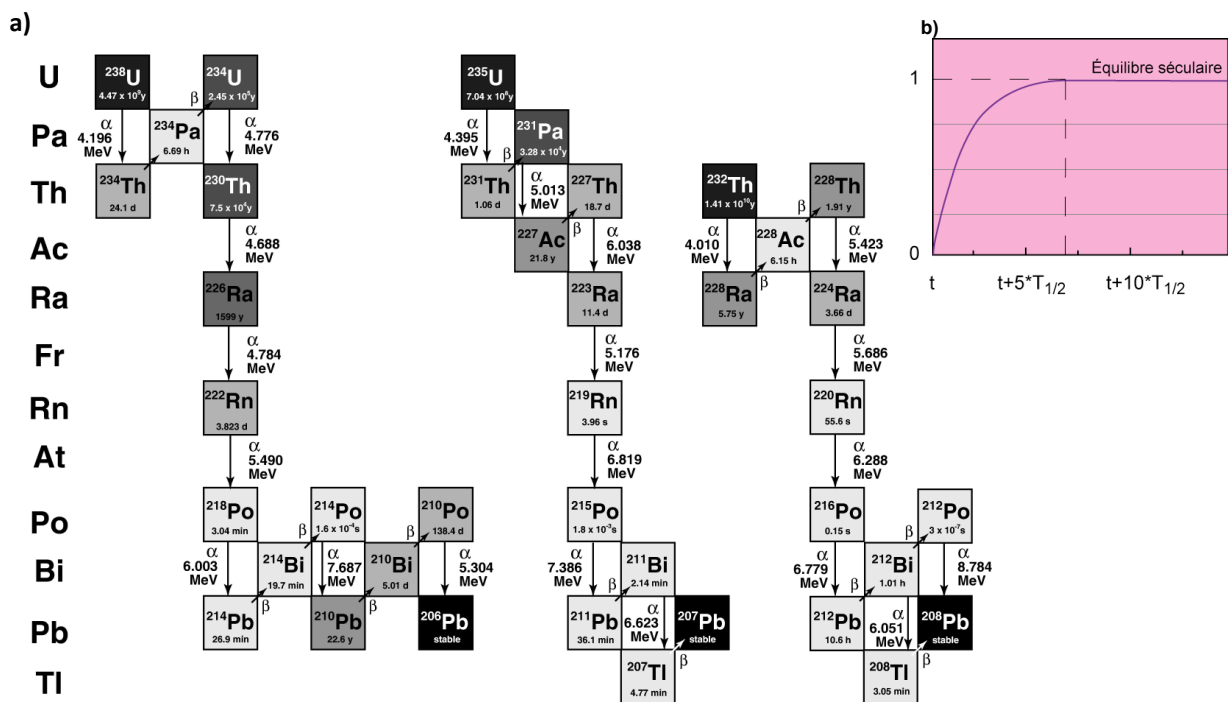 a)
U
Pa
Th
Ac
Ra
Fr
Rn
At
Po
Bi
Pb
Tl
²³⁸U
4.47 x 10⁹y
α
4.196
MeV
²³⁴Th
24.1 d
²³⁴Pa
6.69 h
β
²³⁴U
2.45 x 10⁵y
α
4.776
MeV
²³⁰Th
7.5 x 10⁴y
α
4.688
MeV
²²⁶Ra
1599 y
α
4.784
MeV
²²²Rn
3.823 d
α
5.490
MeV
²¹⁸Po
3.04 min
α
6.003
MeV
²¹⁴Pb
26.9 min
β
²¹⁴Bi
19.7 min
β
²¹⁴Po
1.6 x 10⁻⁴s
α
7.687
MeV
²¹⁰Pb
22.6 y
β
²¹⁰Bi
5.01 d
β
²¹⁰Po
138.4 d
α
5.304
MeV
²⁰⁶Pb
stable
²³⁵U
7.04 x 10⁸y
α
4.395
MeV
²³¹Th
1.06 d
β
²³¹Pa
3.28 x 10⁴y
α
5.013
MeV
²²⁷Ac
21.8 y
β
²²⁷Th
18.7 d
α
6.038
MeV
²²³Ra
11.4 d
α
5.176
MeV
²¹⁹Rn
3.96 s
α
6.819
MeV
²¹⁵Po
1.8 x 10⁻³s
α
7.386
MeV
²¹¹Pb
36.1 min
β
²¹¹Bi
2.14 min
α
6.623
MeV
²⁰⁷Tl
4.77 min
β
²⁰⁷Pb
stable
²³²Th
1.41 x 10¹⁰y
α
4.010
MeV
²²⁸Ra
5.75 y
β
²²⁸Ac
6.15 h
β
²²⁸Th
1.91 y
α
5.423
MeV
²²⁴Ra
3.66 d
α
5.686
MeV
²²⁰Rn
55.6 s
α
6.288
MeV
²¹⁶Po
0.15 s
α
6.779
MeV
²¹²Pb
10.6 h
β
²¹²Bi
1.01 h
β
²¹²Po
3 x 10⁻⁷s
α
8.784
MeV
α
6.051
MeV
²⁰⁸Tl
3.05 min
β
²⁰⁸Pb
stable
b)
Équilibre séculaire
1
0
t
t+5*T₁/₂
t+10*T₁/₂